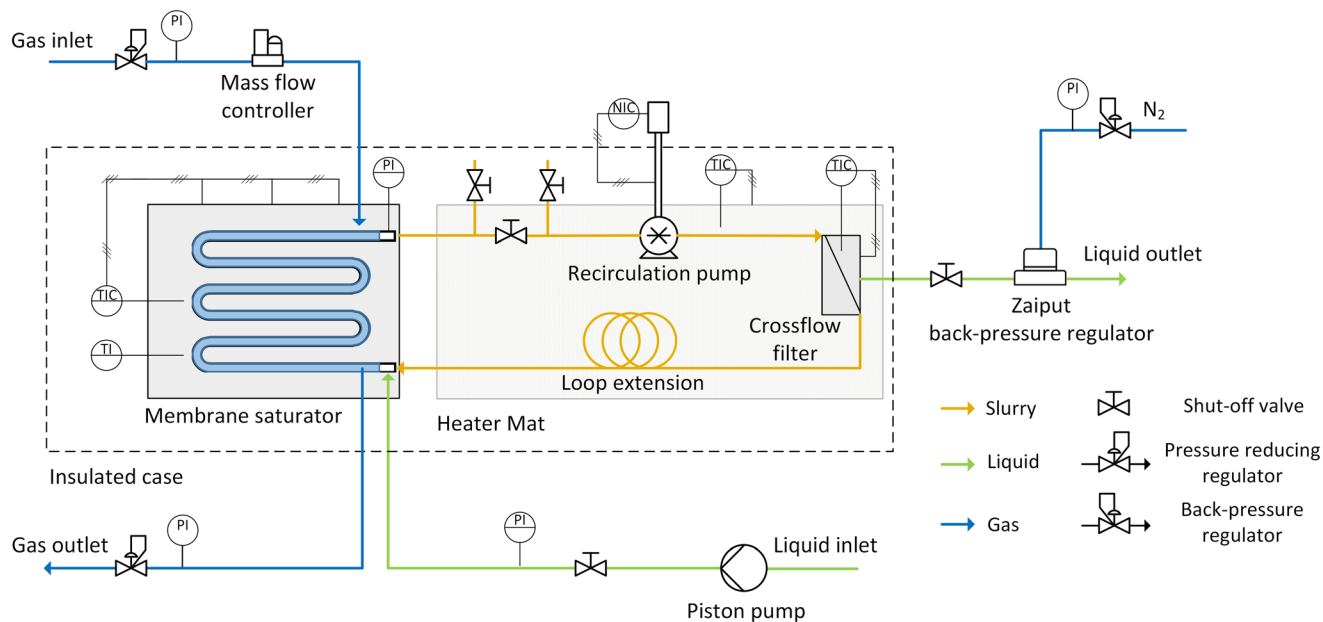 Gas inlet
PI
Mass flow
controller
NIC
PI
N2
PI
TIC
TIC
Recirculation pump
Liquid outlet
Zaiput
back-pressure regulator
TIC
TI
Crossflow
filter
Loop extension
Membrane saturator
Heater Mat
Insulated case
Slurry
Shut-off valve
Liquid
Pressure reducing
regulator
Gas
Back-pressure
regulator
Gas outlet
PI
PI
Liquid inlet
Piston pump